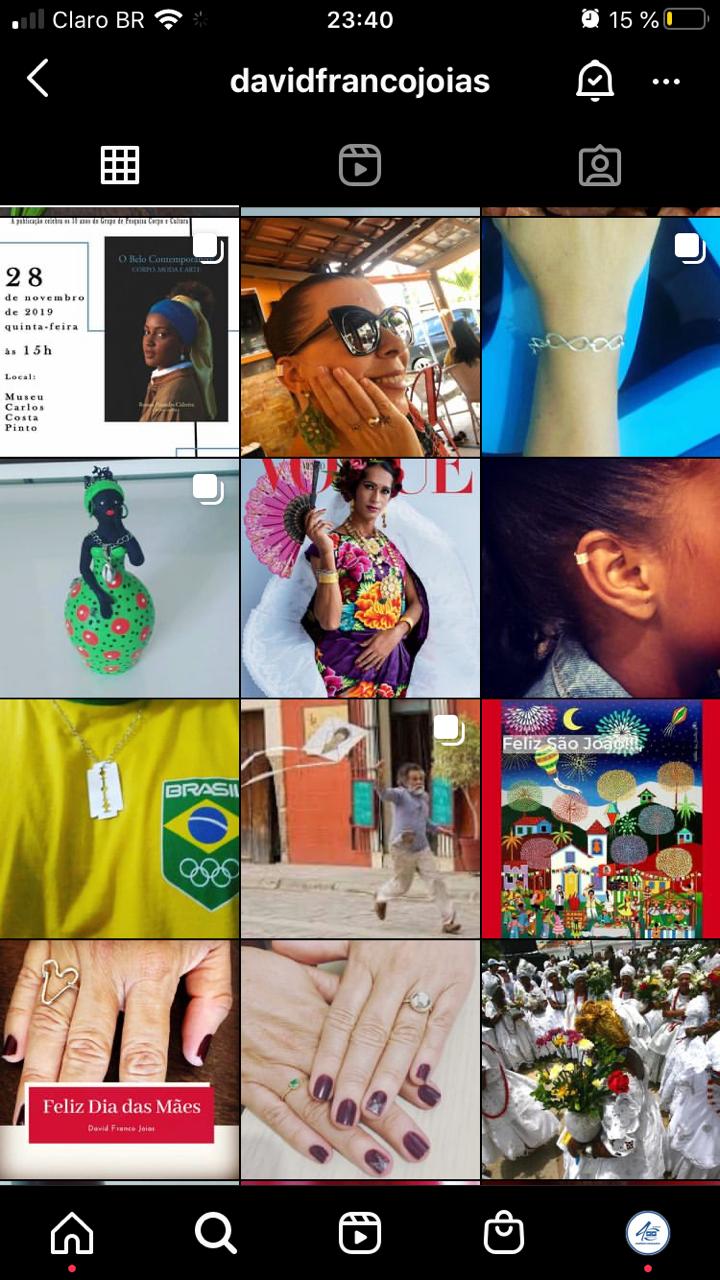 Claro BR
23:40
15 %
davidfrancojoias
A publicação celebra os 10 anos do Grupo de Pesquisa Corpo e Cultura
28
de novembro
de 2019
quinta-feira
às 15h
Local:
Museu
Carlos
Costa
Pinto
O Belo Contemporâneo
CORPO, MODA E ARTE
VOGUE
BRASIL
Feliz São João!!!
Feliz Dia das Mães
David Franco Joias